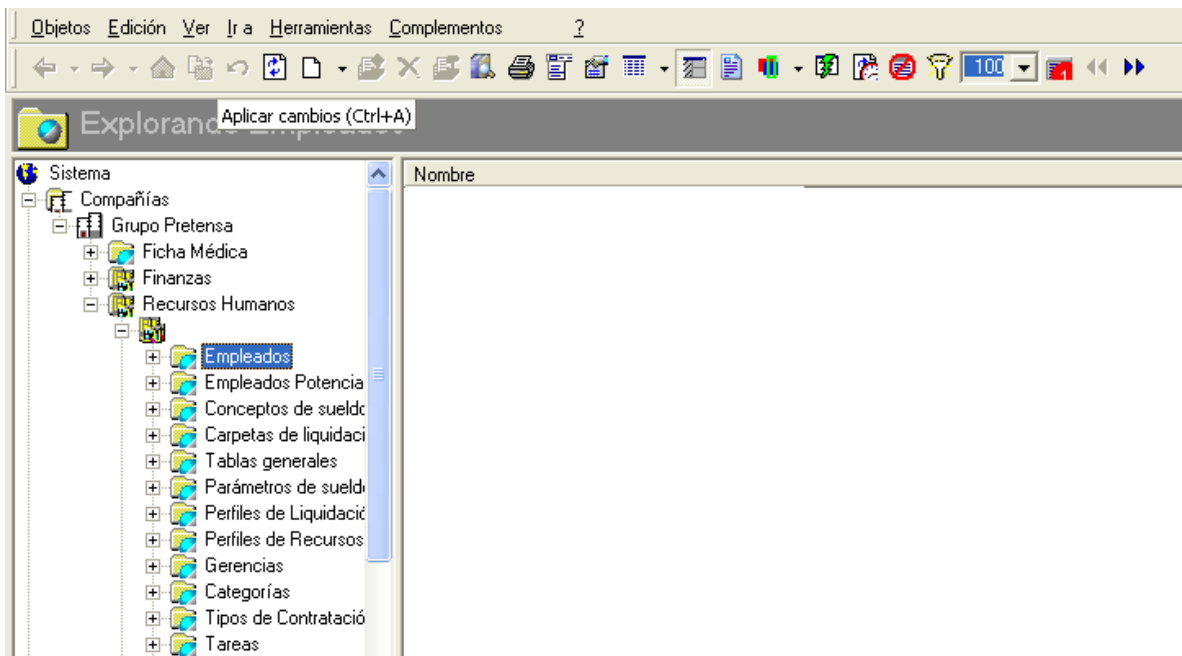 Objetos Edición Ver Ir a Herramientas Complementos ?
100
Aplicar cambios (Ctrl+A)
Explorando
Nombre
Sistema
Compañías
Grupo Pretensa
Ficha Médica
Finanzas
Recursos Humanos
Empleados
Empleados Potencia
Conceptos de sueldo
Carpetas de liquidaci
Tablas generales
Parámetros de sueld
Perfiles de Liquidació
Perfiles de Recursos
Gerencias
Categorías
Tipos de Contratació
Tareas